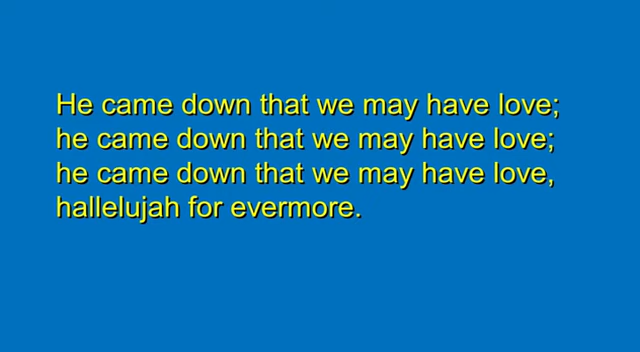 He came down that we may have love;
he came down that we may have love;
he came down that we may have love,
hallelujah for evermore.